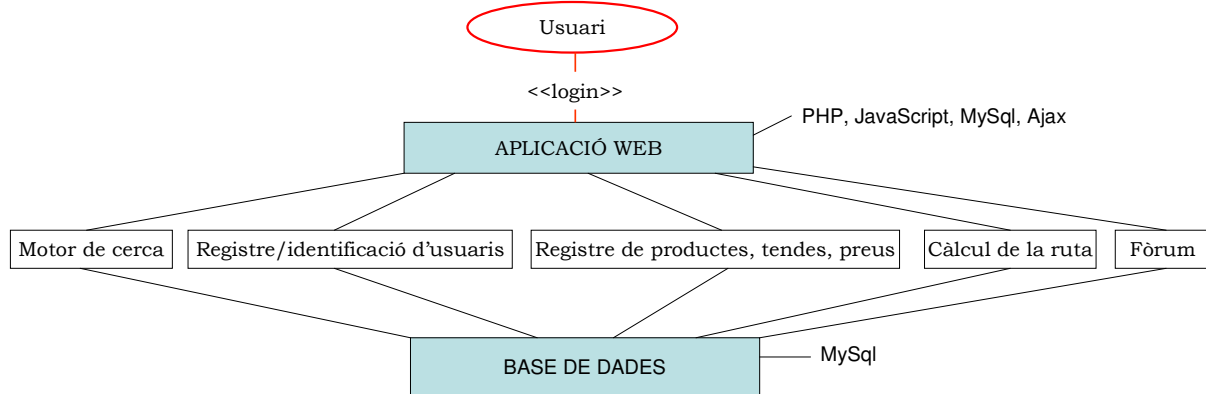 Usuari
<<login>>
PHP, JavaScript, MySql, Ajax
APLICACIÓ WEB
Motor de cerca
Registre/identificació d'usuaris
Registre de productes, tendes, preus
Càlcul de la ruta
Fòrum
MySql
BASE DE DADES